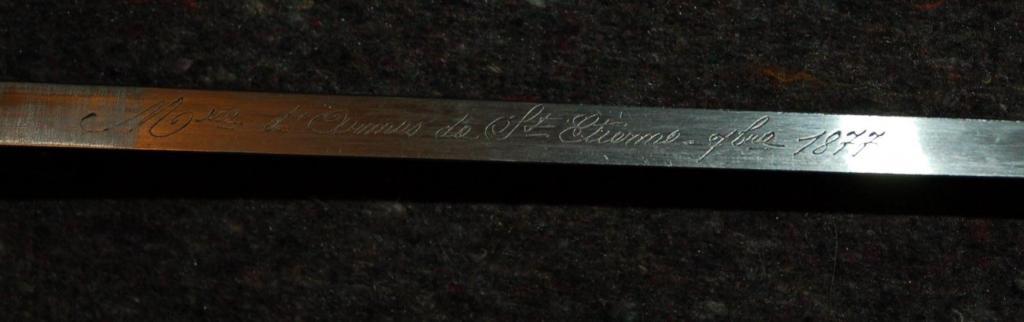 Mre d'Armes de St. Etienne 9bre 1877